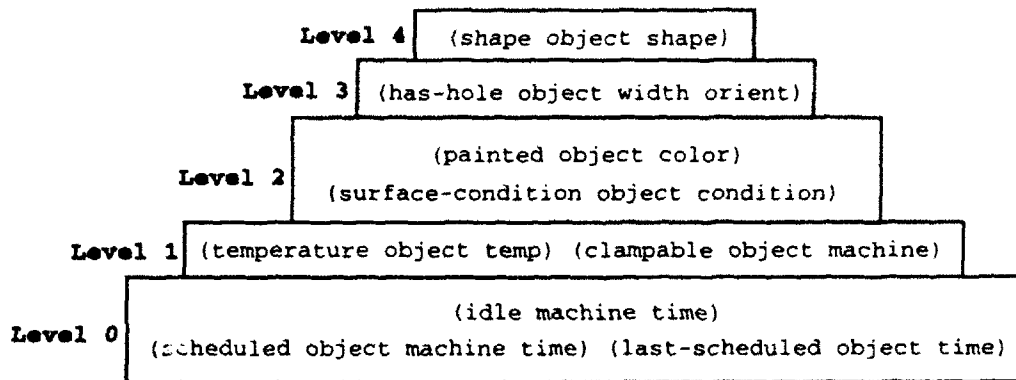 Level 4 (shape object shape)
Level 3 (has-hole object width orient)
(painted object color)
Level 2
(surface-condition object condition)
Level 1 (temperature object temp) (clampable object machine)
(idle machine time)
Level 0
(scheduled object machine time) (last-scheduled object time)